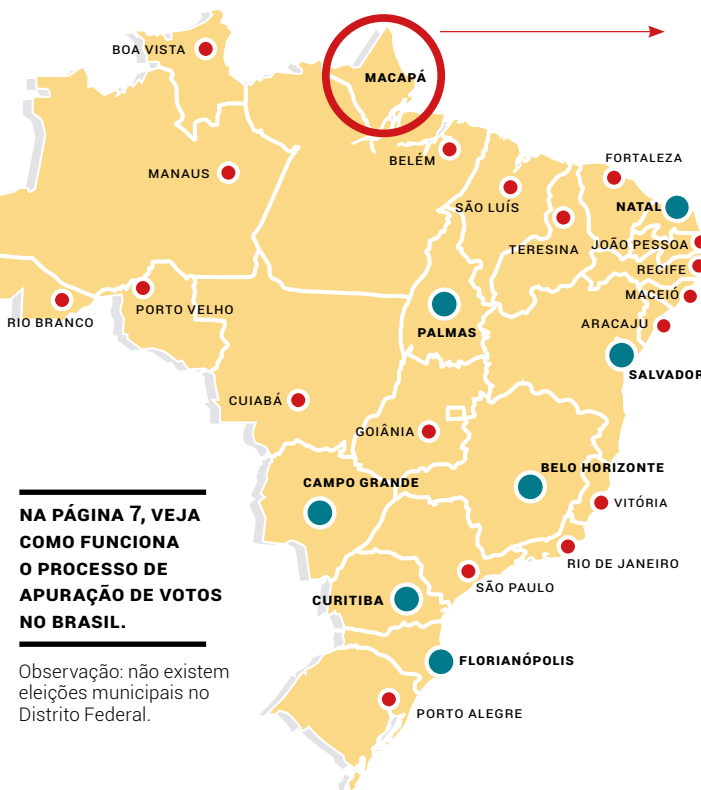 BOA VISTA
MACAPÁ
MANAUS
BELÉM
FORTALEZA
SÃO LUÍS
NATAL
TERESINA
JOÃO PESSOA
RECIFE
MACEIÓ
RIO BRANCO
PORTO VELHO
PALMAS
ARACAJU
SALVADOR
CUIABÁ
GOIÂNIA
CAMPO GRANDE
BELO HORIZONTE
VITÓRIA
RIO DE JANEIRO
SÃO PAULO
CURITIBA
FLORIANÓPOLIS
PORTO ALEGRE
NA PÁGINA 7, VEJA
COMO FUNCIONA
O PROCESSO DE
APURAÇÃO DE VOTOS
NO BRASIL.
Observação: não existem
eleições municipais no
Distrito Federal.